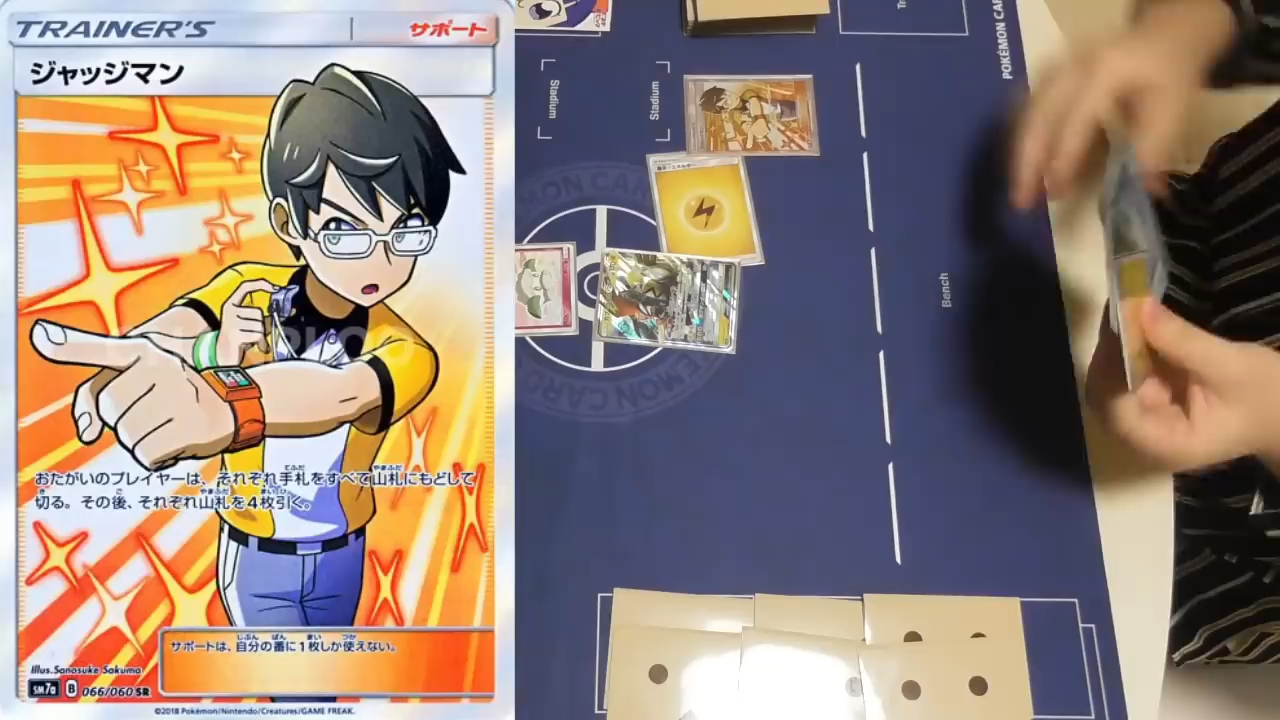 TRAINER'S
サポート
ジャッジマン
おたがいのプレイヤーは、それぞれ手札をすべて山札にもどして
切る。その後、それぞれ山札を4枚引く。
サポートは、自分の番に1枚しか使えない。
Illus. Sanosuke Sakuma
SM7a B 066/060 SR
©2018 Pokémon/Nintendo/Creatures/GAME FREAK.
Stadium
Stadium
Bench
POKÉMON CAR